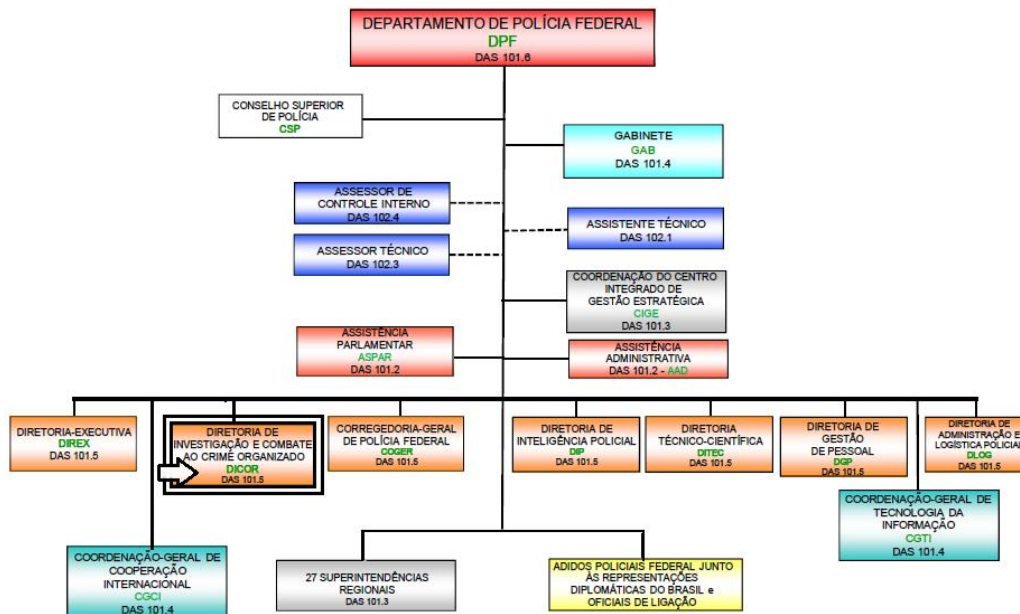 DEPARTAMENTO DE POLÍCIA FEDERAL
DPF
DAS 101.6
CONSELHO SUPERIOR
DE POLÍCIA
CSP
GABINETE
GAB
DAS 101.4
ASSESSOR DE
CONTROLE INTERNO
DAS 102.4
ASSISTENTE TÉCNICO
DAS 102.1
ASSESSOR TÉCNICO
DAS 102.3
COORDENAÇÃO DO CENTRO
INTEGRADO DE
GESTÃO ESTRATÉGICA
CIGE
DAS 101.3
ASSISTÊNCIA
PARLAMENTAR
ASPAR
DAS 101.2
ASSISTÊNCIA
ADMINISTRATIVA
DAS 101.2 - AAD
DIRETORIA-EXECUTIVA
DIREX
DAS 101.5
DIRETORIA DE
INVESTIGAÇÃO E COMBATE
AO CRIME ORGANIZADO
DICOR
DAS 101.5
CORREGEDORIA-GERAL
DE POLÍCIA FEDERAL
COGER
DAS 101.5
DIRETORIA DE
INTELIGÊNCIA POLICIAL
DIP
DAS 101.5
DIRETORIA
TÉCNICO-CIENTÍFICA
DITEC
DAS 101.5
DIRETORIA DE
GESTÃO
DE PESSOAL
DGP
DAS 101.5
DIRETORIA DE
ADMINISTRAÇÃO E
LOGÍSTICA POLICIAL
DLOG
DAS 101.5
COORDENAÇÃO-GERAL DE
COOPERAÇÃO
INTERNACIONAL
CGCI
DAS 101.4
27 SUPERINTENDÊNCIAS
REGIONAIS
DAS 101.3
ADIDOS POLICIAIS FEDERAL JUNTO
ÀS REPRESENTAÇÕES
DIPLOMÁTICAS DO BRASIL e
OFICIAIS DE LIGAÇÃO
COORDENAÇÃO-GERAL DE
TECNOLOGIA DA
INFORMAÇÃO
CGTI
DAS 101.4